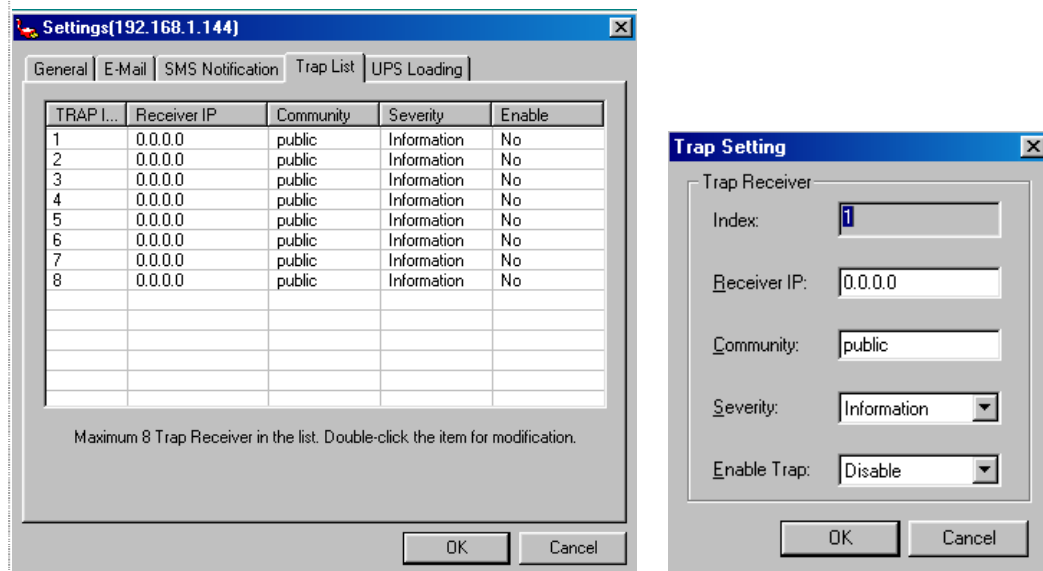 Settings(192.168.1.144)
General E-Mail SMS Notification Trap List UPS Loading
TRAP I... Receiver IP Community Severity Enable
1 0.0.0.0 public Information No
2 0.0.0.0 public Information No
3 0.0.0.0 public Information No
4 0.0.0.0 public Information No
5 0.0.0.0 public Information No
6 0.0.0.0 public Information No
7 0.0.0.0 public Information No
8 0.0.0.0 public Information No
Maximum 8 Trap Receiver in the list. Double-click the item for modification.
OK Cancel
Trap Setting
Trap Receiver
Index: 1
Receiver IP: 0.0.0.0
Community: public
Severity: Information
Enable Trap: Disable
OK Cancel